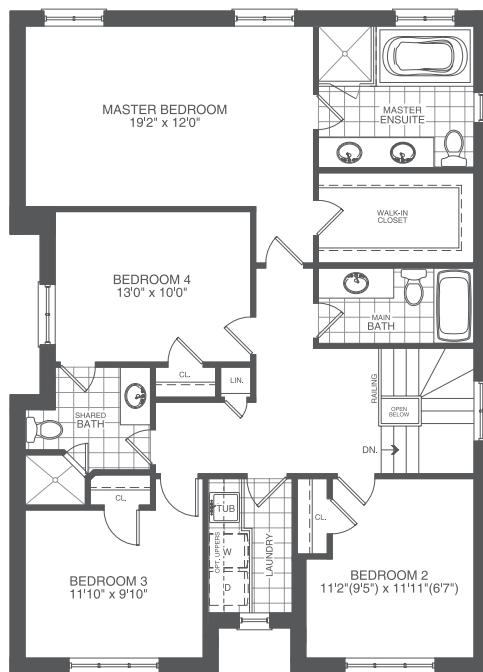 MASTER BEDROOM
19'2" x 12'0"
MASTER
ENSUITE
WALK-IN
CLOSET
BEDROOM 4
13'0" x 10'0"
MAIN
BATH
CL.
LIN.
RAILING
OPEN
BELOW
DN.
SHARED
BATH
CL.
TUB
OPT. UPPERS
W
D
LAUNDRY
CL.
BEDROOM 3
11'10" x 9'10"
BEDROOM 2
11'2"(9'5") x 11'11"(6'7")